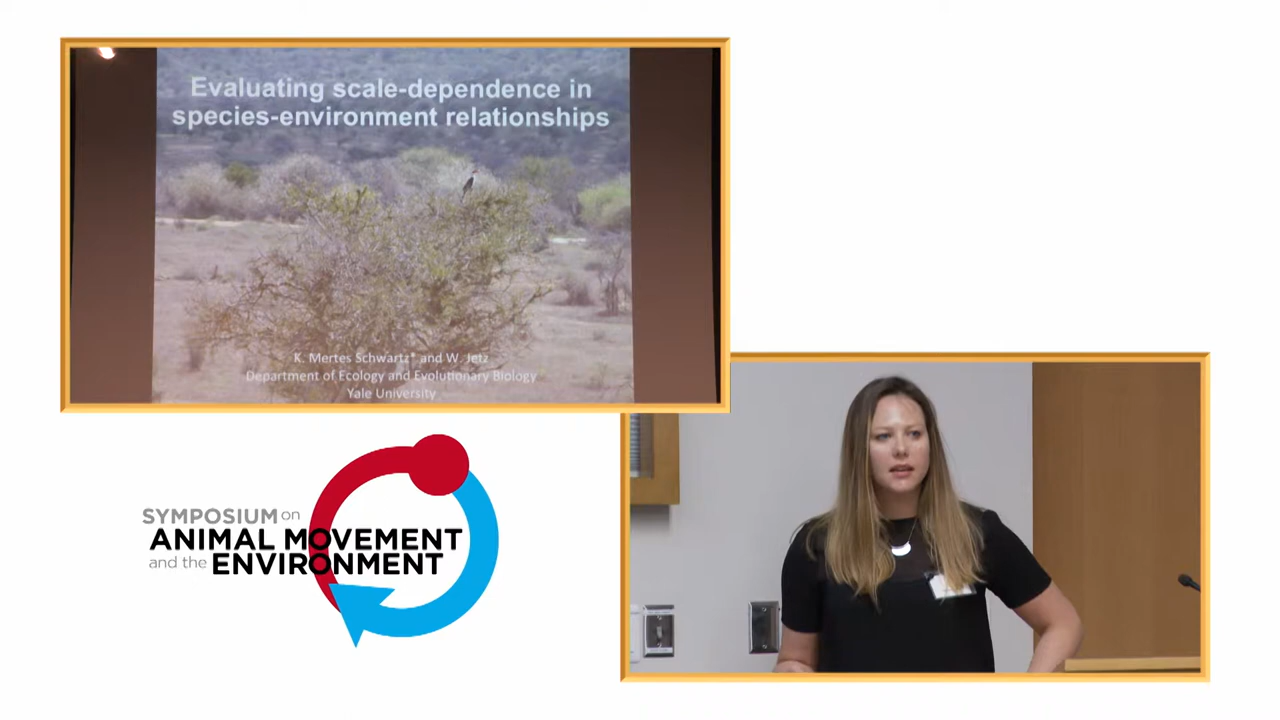 Evaluating scale-dependence in
species-environment relationships
K. Mertes Schwartz* and W. Jetz
Department of Ecology and Evolutionary Biology
Yale University
SYMPOSIUM on
ANIMAL MOVEMENT
and the ENVIRONMENT